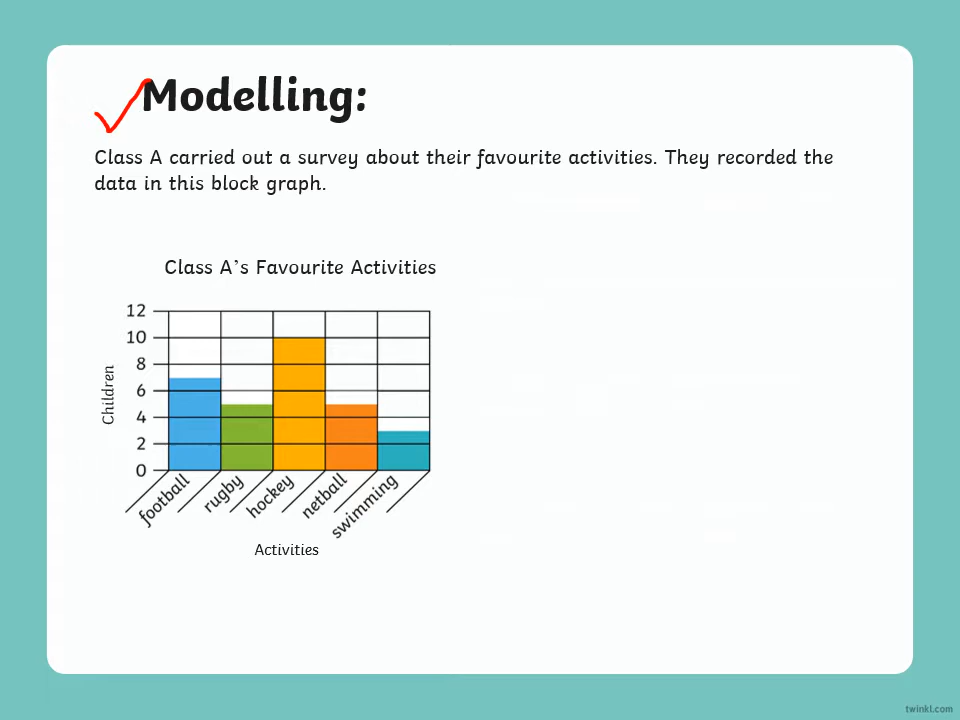 Modelling:
Class A carried out a survey about their favourite activities. They recorded the
data in this block graph.
Class A's Favourite Activities
12
10
8
6
4
2
0
Children
football
rugby
hockey
netball
swimming
Activities
twinkl.com